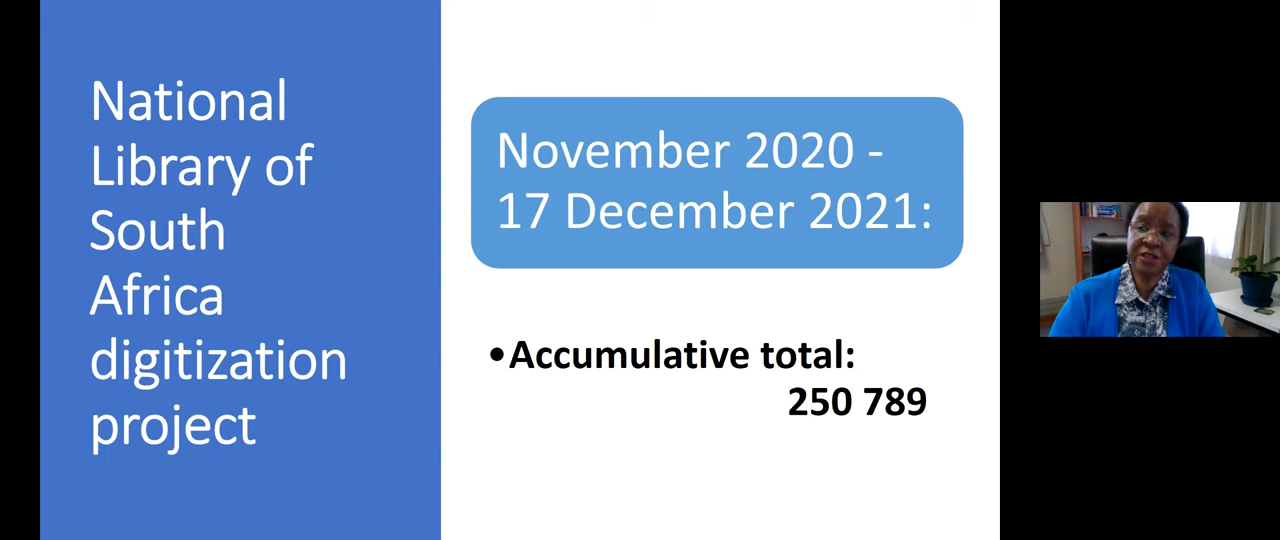 National
Library of
South
Africa
digitization
project
November 2020 -
17 December 2021:
•Accumulative total:
250 789